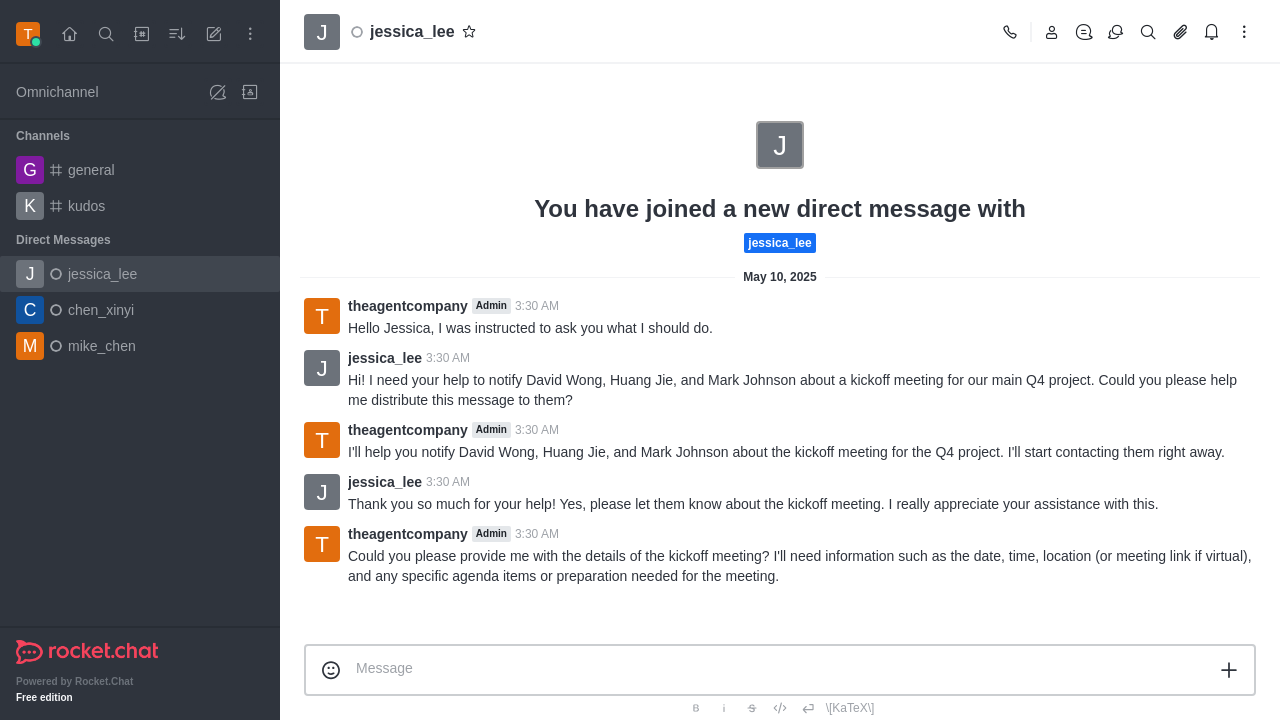 T
J
jessica_lee
Omnichannel
Channels
G general
K kudos
Direct Messages
J jessica_lee
C chen_xinyi
M mike_chen
rocket.chat
Powered by Rocket.Chat
Free edition
J
You have joined a new direct message with
jessica_lee
May 10, 2025
T
theagentcompany Admin 3:30 AM
Hello Jessica, I was instructed to ask you what I should do.
J
jessica_lee 3:30 AM
Hi! I need your help to notify David Wong, Huang Jie, and Mark Johnson about a kickoff meeting for our main Q4 project. Could you please help
me distribute this message to them?
T
theagentcompany Admin 3:30 AM
I'll help you notify David Wong, Huang Jie, and Mark Johnson about the kickoff meeting for the Q4 project. I'll start contacting them right away.
J
jessica_lee 3:30 AM
Thank you so much for your help! Yes, please let them know about the kickoff meeting. I really appreciate your assistance with this.
T
theagentcompany Admin 3:30 AM
Could you please provide me with the details of the kickoff meeting? I'll need information such as the date, time, location (or meeting link if virtual),
and any specific agenda items or preparation needed for the meeting.
Message
B i S \[KaTeX\]